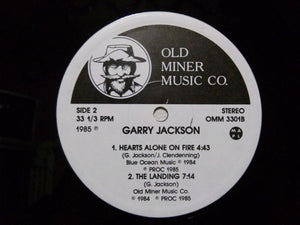 OLD
MINER
MUSIC CO.
SIDE 2
33 1/3 RPM
1985 ℗
STEREO
OMM 3301B
GARRY JACKSON
1. HEARTS ALONE ON FIRE 4:43
(G. Jackson/J. Clendenning)
Blue Ocean Music © 1984
℗ PROC 1985
2. THE LANDING 7:14
(G. Jackson)
Old Miner Music Co.
© 1984 ℗ PROC 1985